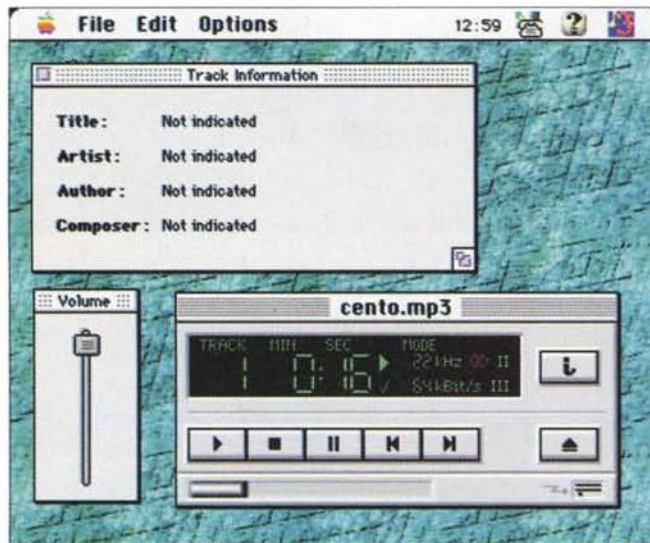 File Edit Options 12:59
Track Information
Title: Not indicated
Artist: Not indicated
Author: Not indicated
Composer: Not indicated
Volume
cento.mp3
TRACK MIN SEC MODE
1 0:16 22kHz II
64kBit/s III
i